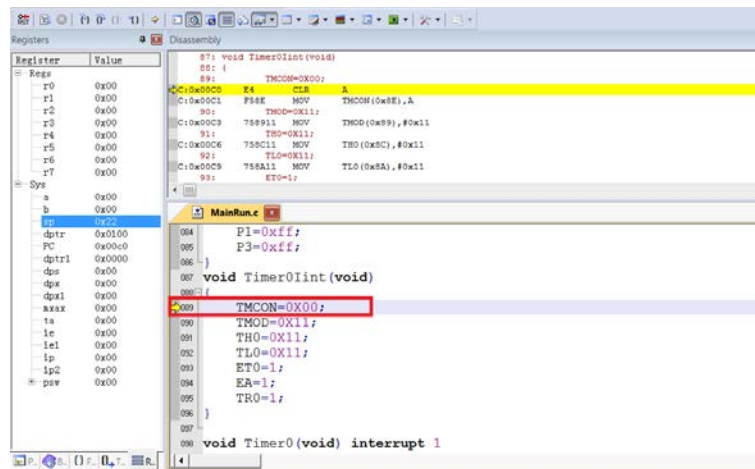 Registers
Register Value
Regs
r0 0x00
r1 0x00
r2 0x00
r3 0x00
r4 0x00
r5 0x00
r6 0x00
r7 0x00
Sys
a 0x00
b 0x00
sp 0x22
dptr 0x0100
PC 0x00c0
dptr1 0x0000
dps 0x00
dpx 0x00
dpx1 0x00
axax 0x00
ta 0x00
ie 0x00
ie1 0x00
ip 0x00
ip2 0x00
psw 0x00
Disassembly
87: void Timer0Iint(void)
88: {
89: TMCON=0X00;
C:0x00C0 E4 CLR A
C:0x00C1 F58E MOV TMCON(0x8E),A
90: TMOD=0X11;
C:0x00C3 758911 MOV TMOD(0x89),#0x11
91: TH0=0X11;
C:0x00C6 758C11 MOV TH0(0x8C),#0x11
92: TL0=0X11;
C:0x00C9 758A11 MOV TL0(0x8A),#0x11
93: ET0=1;
MainRun.c
084 P1=0xff;
085 P3=0xff;
086 }
087 void Timer0Iint(void)
088 {
089 TMCON=0X00;
090 TMOD=0X11;
091 TH0=0X11;
092 TL0=0X11;
093 ET0=1;
094 EA=1;
095 TR0=1;
096 }
097
098 void Timer0(void) interrupt 1
P... B... {} F... T... R...